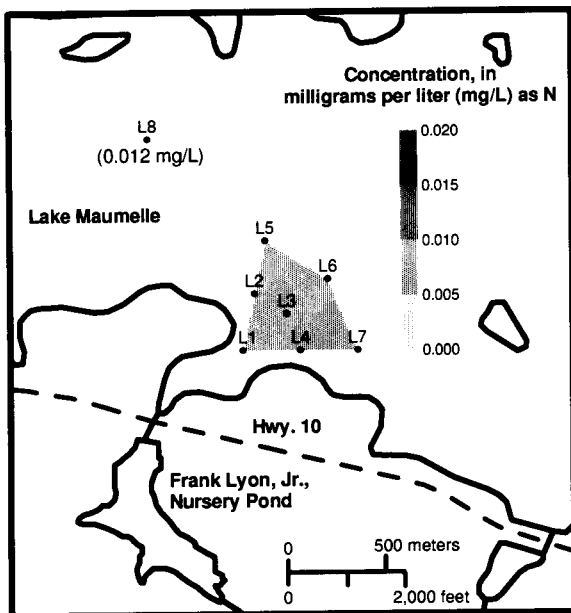 Concentration, in
milligrams per liter (mg/L) as N
L8
(0.012 mg/L)
0.020
0.015
0.010
0.005
0.000
Lake Maumelle
L5
L6
L2
L3
L1
L4
L7
Hwy. 10
Frank Lyon, Jr.,
Nursery Pond
0 500 meters
0 2,000 feet